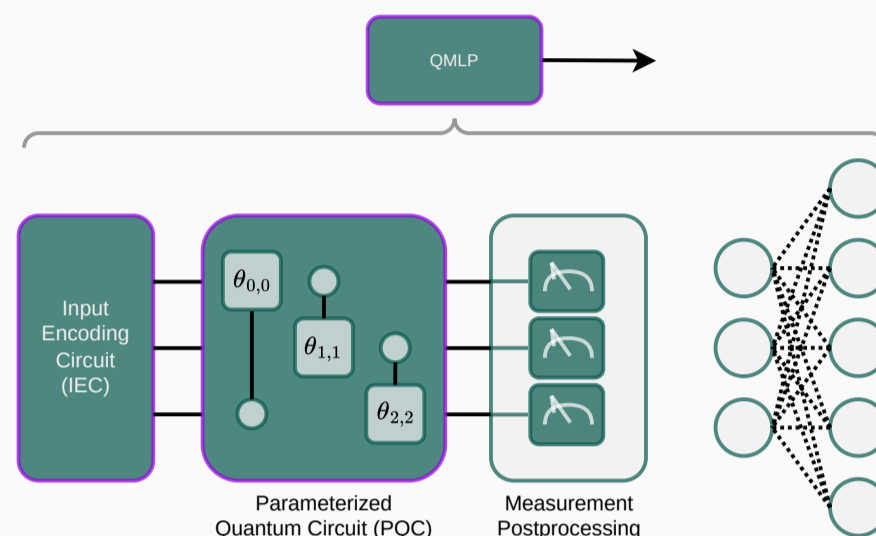 QMLP
Input
Encoding
Circuit
(IEC)
θ0,0
θ1,1
θ2,2
Parameterized
Quantum Circuit (PQC)
Measurement
Postprocessing